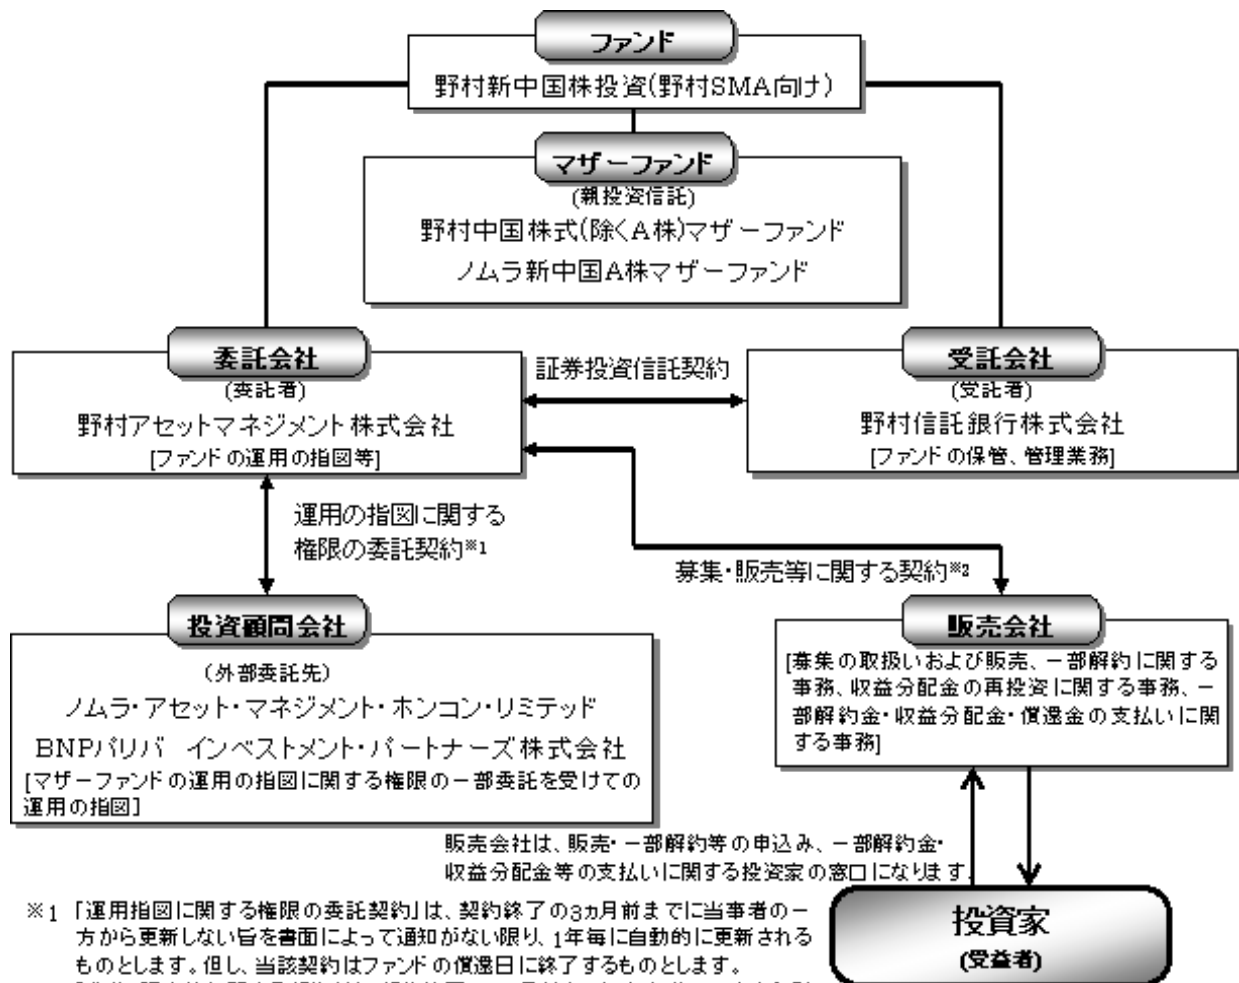 ファンド
野村新中国株投資(野村SMA向け)
マザーファンド
(親投資信託)
野村中国株式(除くA株)マザーファンド
ノムラ新中国A株マザーファンド
委託会社
(委託者)
野村アセットマネジメント株式会社
[ファンドの運用の指図等]
証券投資信託契約
受託会社
(受託者)
野村信託銀行株式会社
[ファンドの保管、管理業務]
運用の指図に関する
権限の委託契約※1
募集・販売等に関する契約※2
投資顧問会社
(外部委託先)
ノムラ・アセット・マネジメント・ホンコン・リミテッド
BNPパリバ インベストメント・パートナーズ株式会社
[マザーファンドの運用の指図に関する権限の一部委託を受けての
運用の指図]
販売会社
[募集の取扱いおよび販売、一部解約に関する
事務、収益分配金の再投資に関する事務、一
部解約金・収益分配金・償還金の支払いに関
する事務]
販売会社は、販売・一部解約等の申込み、一部解約金・
収益分配金等の支払いに関する投資家の窓口になります。
投資家
(受益者)
※1 「運用指図に関する権限の委託契約」は、契約終了の3ヵ月前までに当事者の一
方から更新しない旨を書面によって通知がない限り、1年毎に自動的に更新される
ものとします。但し、当該契約はファンドの償還日に終了するものとします。